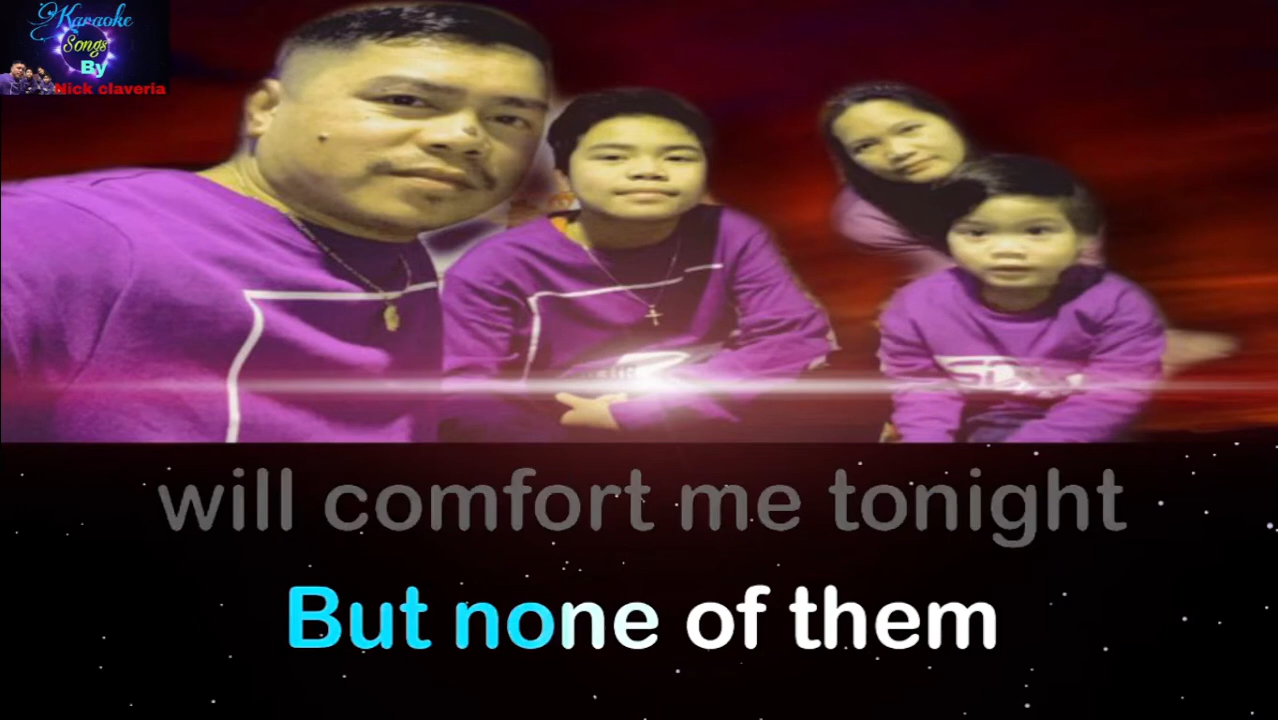 Karaoke
Songs
By
Nick claveria
will comfort me tonight
But none of them